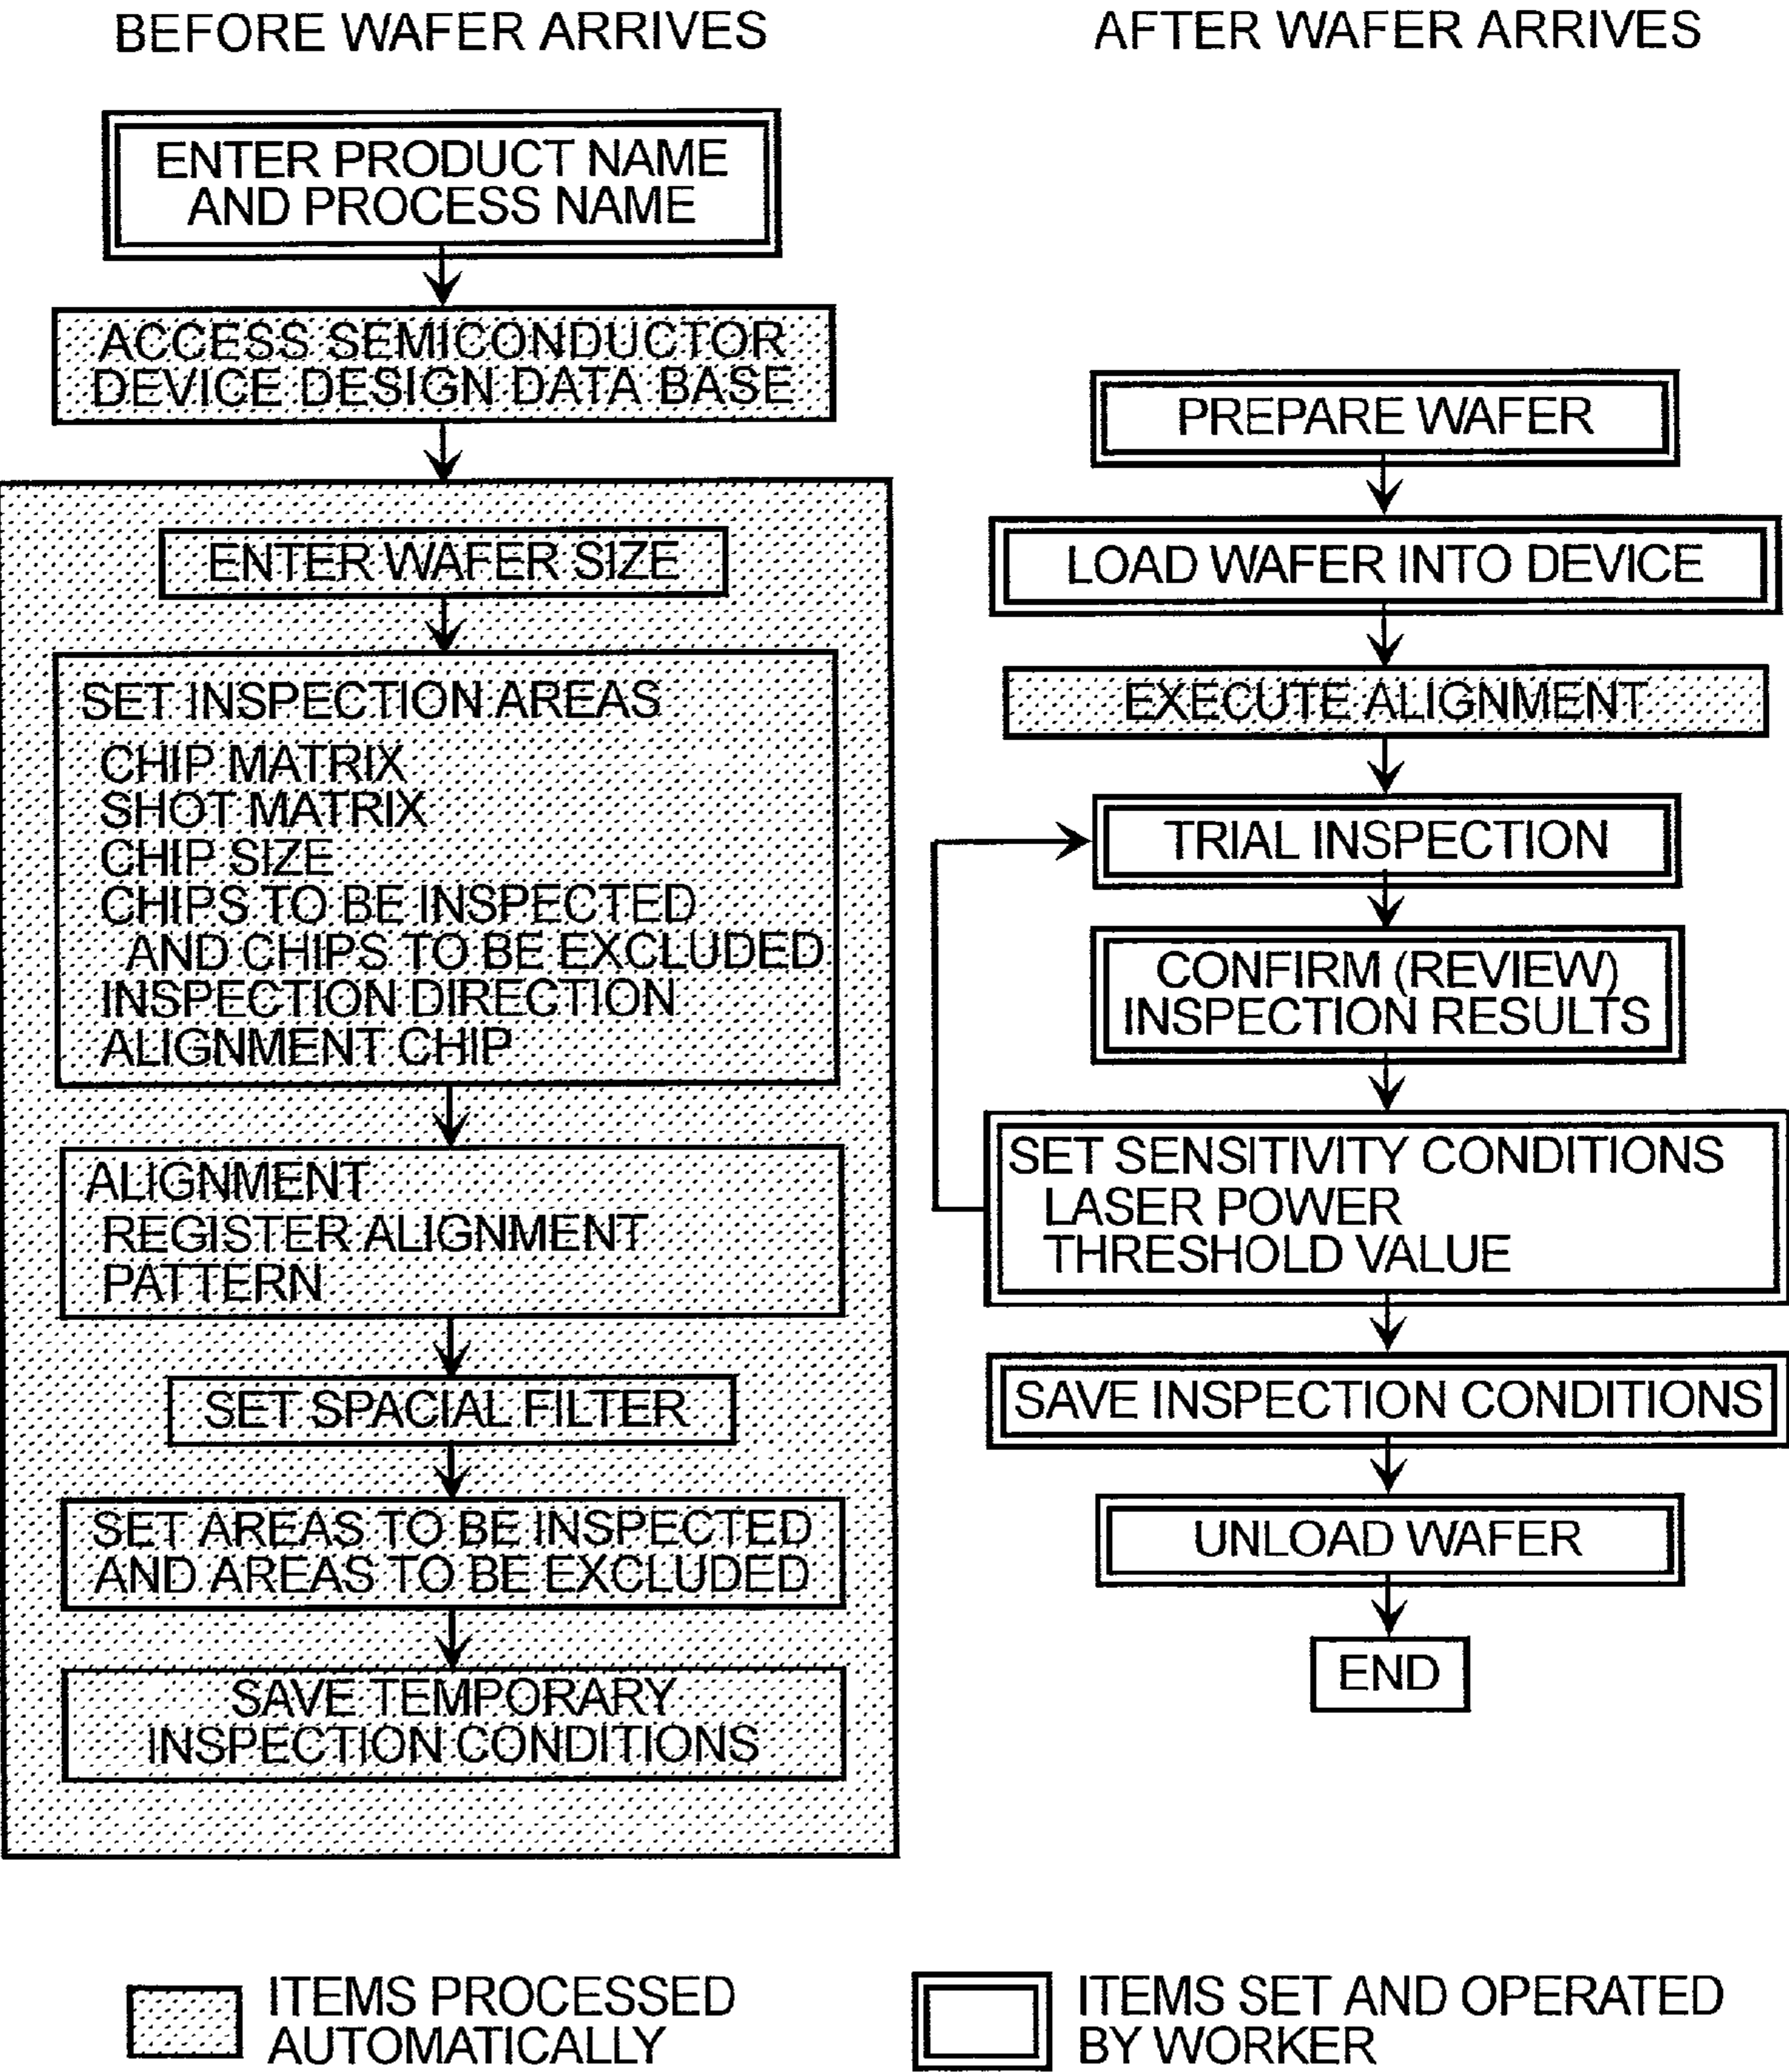 BEFORE WAFER ARRIVES
ENTER PRODUCT NAME
AND PROCESS NAME
ACCESS SEMICONDUCTOR
DEVICE DESIGN DATA BASE
ENTER WAFER SIZE
SET INSPECTION AREAS
CHIP MATRIX
SHOT MATRIX
CHIP SIZE
CHIPS TO BE INSPECTED
AND CHIPS TO BE EXCLUDED
INSPECTION DIRECTION
ALIGNMENT CHIP
ALIGNMENT
REGISTER ALIGNMENT
PATTERN
SET SPACIAL FILTER
SET AREAS TO BE INSPECTED
AND AREAS TO BE EXCLUDED
SAVE TEMPORARY
INSPECTION CONDITIONS
AFTER WAFER ARRIVES
PREPARE WAFER
LOAD WAFER INTO DEVICE
EXECUTE ALIGNMENT
TRIAL INSPECTION
CONFIRM (REVIEW)
INSPECTION RESULTS
SET SENSITIVITY CONDITIONS
LASER POWER
THRESHOLD VALUE
SAVE INSPECTION CONDITIONS
UNLOAD WAFER
END
ITEMS PROCESSED
AUTOMATICALLY
ITEMS SET AND OPERATED
BY WORKER